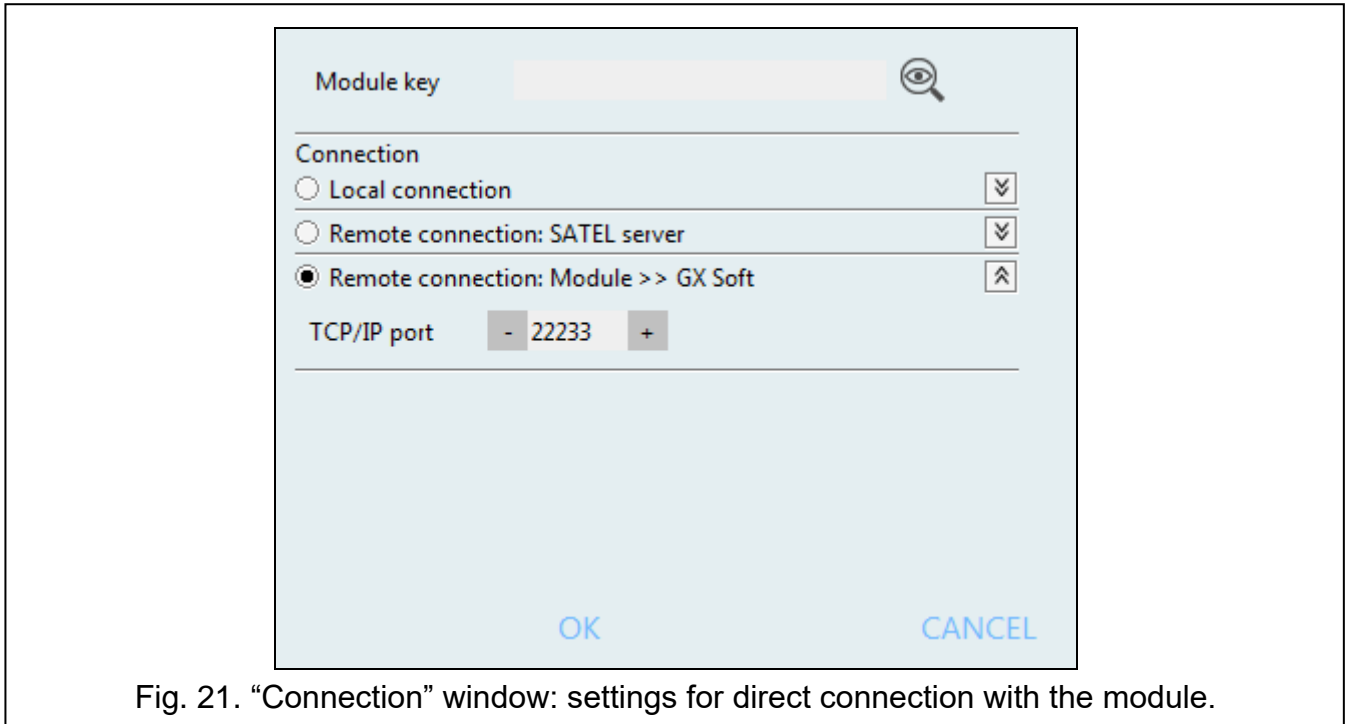 Module key
Connection
Local connection
Remote connection: SATEL server
Remote connection: Module >> GX Soft
TCP/IP port - 22233 +
OK CANCEL
Fig. 21. “Connection” window: settings for direct connection with the module.